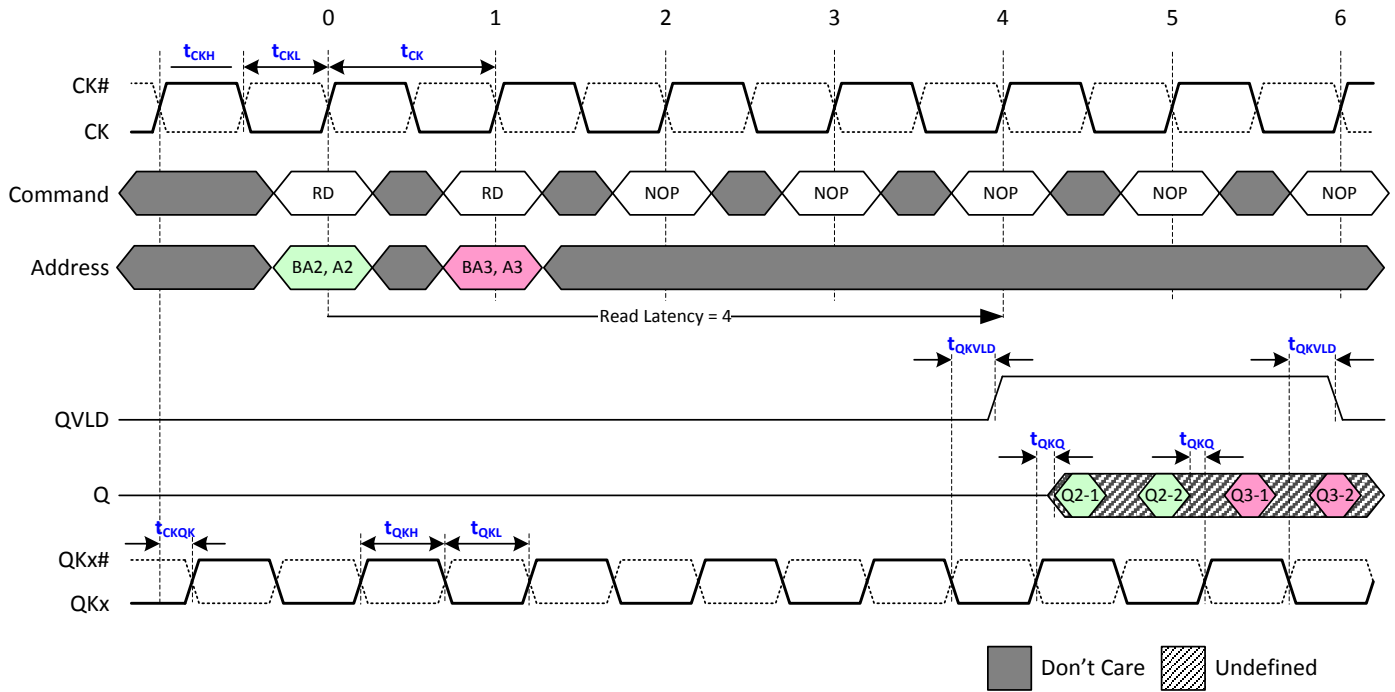 0 1 2 3 4 5 6
tCKH tCKL tCK
CK#
CK
Command RD RD NOP NOP NOP NOP NOP
Address BA2, A2 BA3, A3
Read Latency = 4
tQKVLD tQKVLD
QVLD
tQKQ tQKQ
Q Q2-1 Q2-2 Q3-1 Q3-2
tCKQK tQKH tQKL
QKx#
QKx
Don't Care Undefined